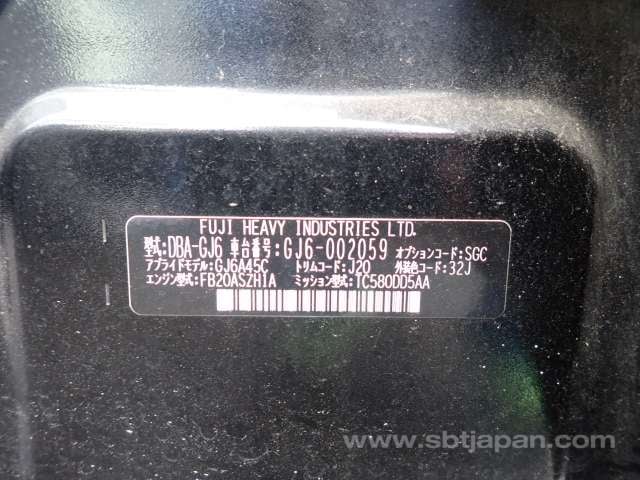 FUJI HEAVY INDUSTRIES LTD.
型式:DBA-GJ6 車台番号:GJ6-002059 オプションコード:SGC
アプライドモデル:GJ6A45C トリムコード:J20 外装色コード:32J
エンジン型式:FB20ASZH1A ミッション型式:TC580DD5AA
www.sbtjapan.com